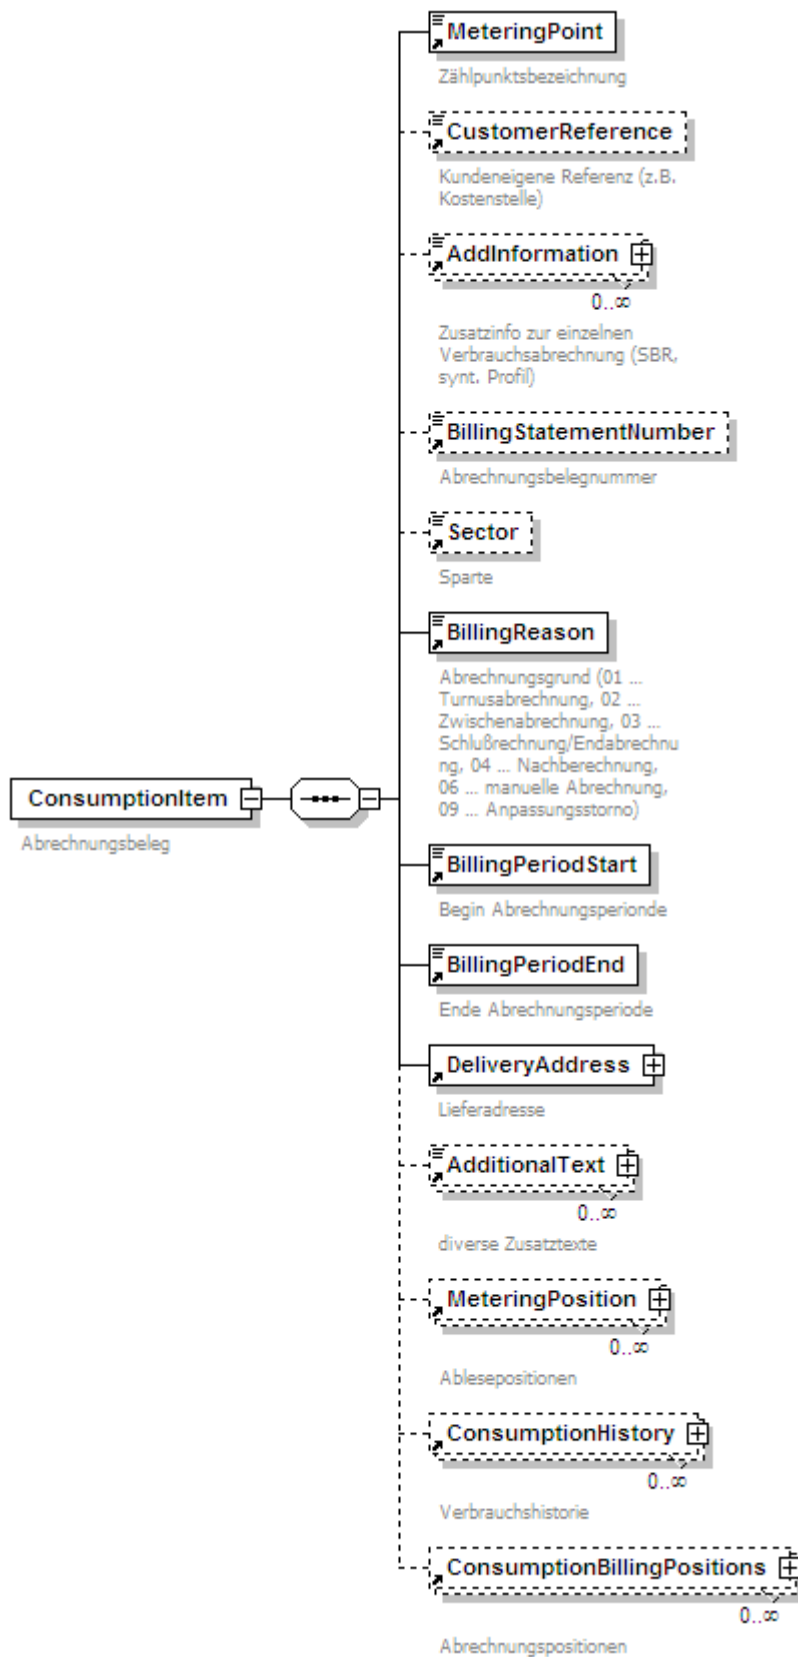 MeteringPoint
Zählpunktsbezeichnung
CustomerReference
Kundeneigene Referenz (z.B.
Kostenstelle)
AddInformation
0..∞
Zusatzinfo zur einzelnen
Verbrauchsabrechnung (SBR,
synt. Profil)
BillingStatementNumber
Abrechnungsbelegnummer
Sector
Sparte
BillingReason
Abrechnungsgrund (01 ...
Turnusabrechnung, 02 ...
Zwischenabrechnung, 03 ...
Schlußrechnung/Endabrechnu
ng, 04 ... Nachberechnung,
06 ... manuelle Abrechnung,
09 ... Anpassungsstorno)
ConsumptionItem
Abrechnungsbeleg
BillingPeriodStart
Begin Abrechnungsperionde
BillingPeriodEnd
Ende Abrechnungsperiode
DeliveryAddress
Lieferadresse
AdditionalText
0..∞
diverse Zusatztexte
MeteringPosition
0..∞
Ablesepositionen
ConsumptionHistory
0..∞
Verbrauchshistorie
ConsumptionBillingPositions
0..∞
Abrechnungspositionen